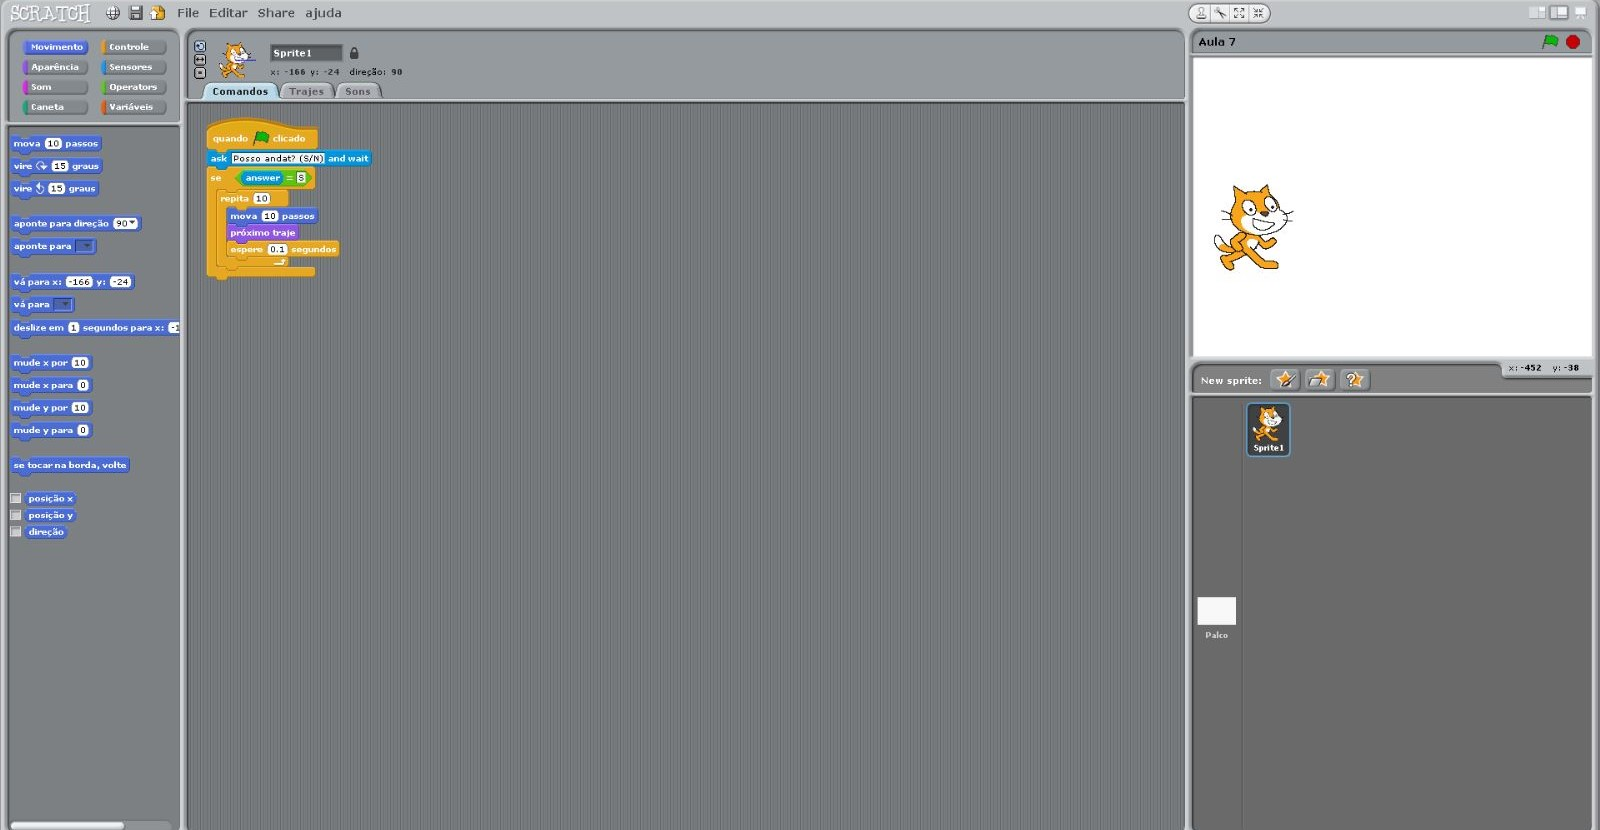 SCRATCH File Editar Share ajuda
Movimento Controle
Aparência Sensores
Som Operators
Caneta Variáveis
mova 10 passos
vire 15 graus
vire 15 graus
aponte para direção 90
aponte para
vá para x: -166 y: -24
vá para
deslize em 1 segundos para x: -1
mude x por 10
mude x para 0
mude y por 10
mude y para 0
se tocar na borda, volte
posição x
posição y
direção
Sprite1
x: -166 y: -24 direção: 90
Comandos Trajes Sons
quando clicado
ask Posso andat? (S/N) and wait
se answer = S
repita 10
mova 10 passos
próximo traje
espere 0.1 segundos
Aula 7
x: -452 y: -38
New sprite:
Sprite1
Palco